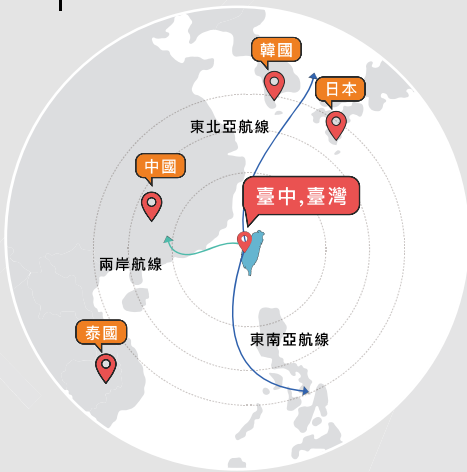 韓國
日本
東北亞航線
中國
臺中,臺灣
兩岸航線
泰國
東南亞航線